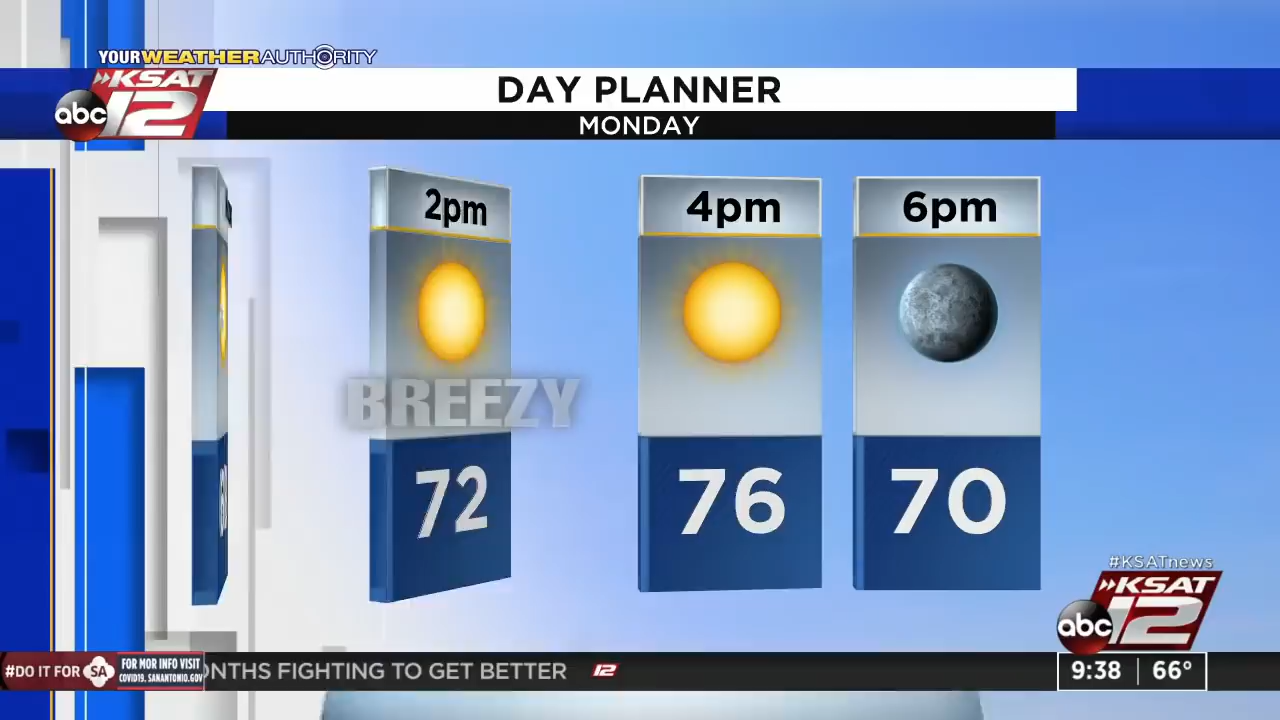 YOURWEATHERAUTHORITY
KSAT
abc 12
DAY PLANNER
MONDAY
2pm
4pm
6pm
BREEZY
72
76
70
#KSATnews
KSAT
abc 12
#DO IT FOR SA
FOR MOR INFO VISIT
COVID19. SANANTONIO.GOV
ONTHS FIGHTING TO GET BETTER 12
9:38 66°